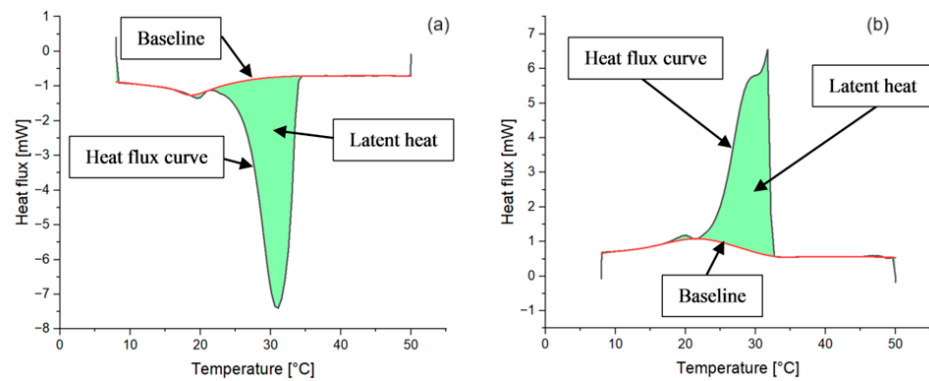 (a)
Baseline
Heat flux curve
Latent heat
Heat flux [mW]
1
0
−1
−2
−3
−4
−5
−6
−7
−8
0
10
20
30
40
50
Temperature [°C]
(b)
Heat flux curve
Latent heat
Baseline
Heat flux [mW]
7
6
5
4
3
2
1
0
−1
0
10
20
30
40
50
Temperature [°C]